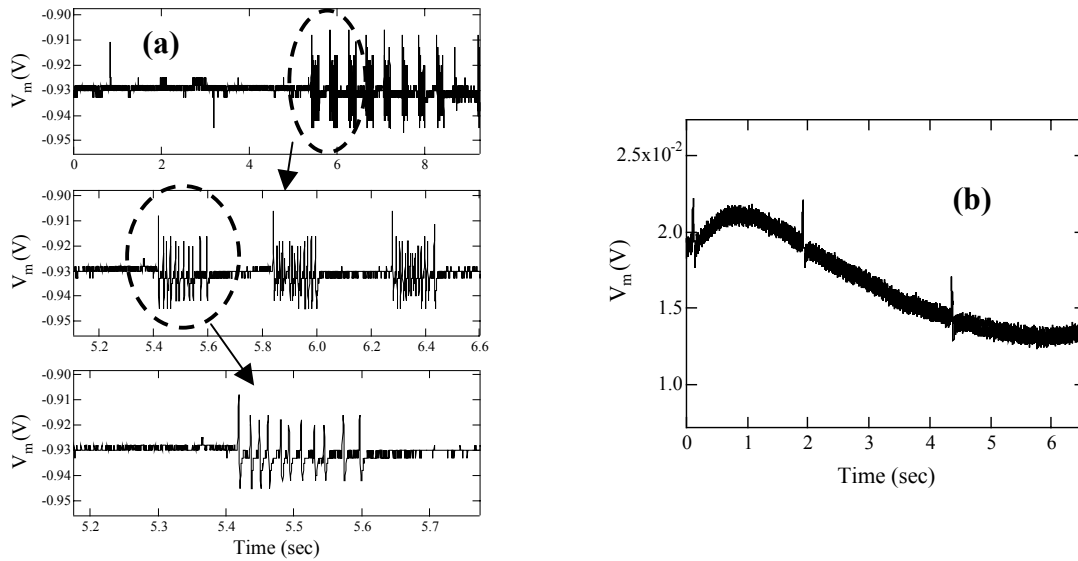 (a)
V_m (V)
-0.90
-0.91
-0.92
-0.93
-0.94
-0.95
0 2 4 6 8
V_m (V)
-0.90
-0.91
-0.92
-0.93
-0.94
-0.95
5.2 5.4 5.6 5.8 6.0 6.2 6.4 6.6
V_m (V)
-0.90
-0.91
-0.92
-0.93
-0.94
-0.95
5.2 5.3 5.4 5.5 5.6 5.7
Time (sec)
(b)
V_m (V)
2.5x10^-2
2.0
1.5
1.0
0 1 2 3 4 5 6
Time (sec)